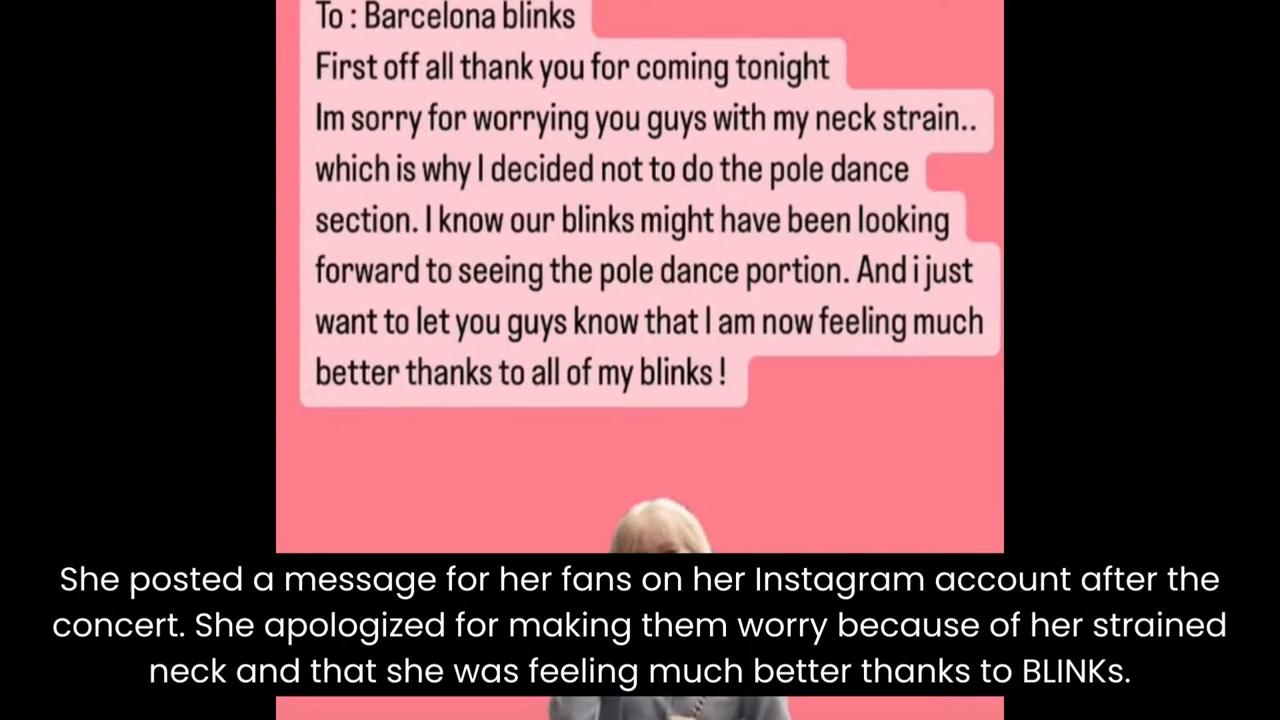 To : Barcelona blinks
First off all thank you for coming tonight
Im sorry for worrying you guys with my neck strain..
which is why I decided not to do the pole dance
section. I know our blinks might have been looking
forward to seeing the pole dance portion. And i just
want to let you guys know that I am now feeling much
better thanks to all of my blinks !
She posted a message for her fans on her Instagram account after the
concert. She apologized for making them worry because of her strained
neck and that she was feeling much better thanks to BLINKs.